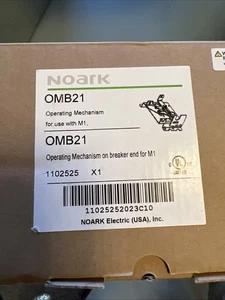 NOARK
OMB21
Operating Mechanism
for use with M1,
OMB21
Operating Mechanism on breaker end for M1
1102525 X1
11025252023C10
NOARK Electric (USA), Inc.